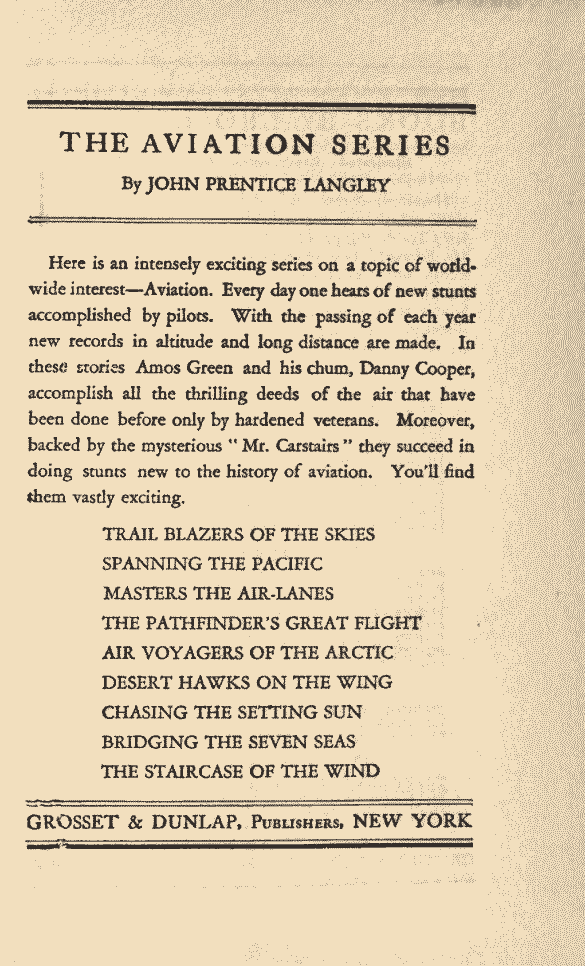 THE AVIATION SERIES
By JOHN PRENTICE LANGLEY
Here is an intensely exciting series on a topic of world-
wide interest—Aviation. Every day one hears of new stunts
accomplished by pilots. With the passing of each year
new records in altitude and long distance are made. In
these stories Amos Green and his chum, Danny Cooper,
accomplish all the thrilling deeds of the air that have
been done before only by hardened veterans. Moreover,
backed by the mysterious "Mr. Carstairs" they succeed in
doing stunts new to the history of aviation. You'll find
them vastly exciting.
TRAIL BLAZERS OF THE SKIES
SPANNING THE PACIFIC
MASTERS THE AIR-LANES
THE PATHFINDER'S GREAT FLIGHT
AIR VOYAGERS OF THE ARCTIC
DESERT HAWKS ON THE WING
CHASING THE SETTING SUN
BRIDGING THE SEVEN SEAS
THE STAIRCASE OF THE WIND
GROSSET & DUNLAP, PUBLISHERS, NEW YORK